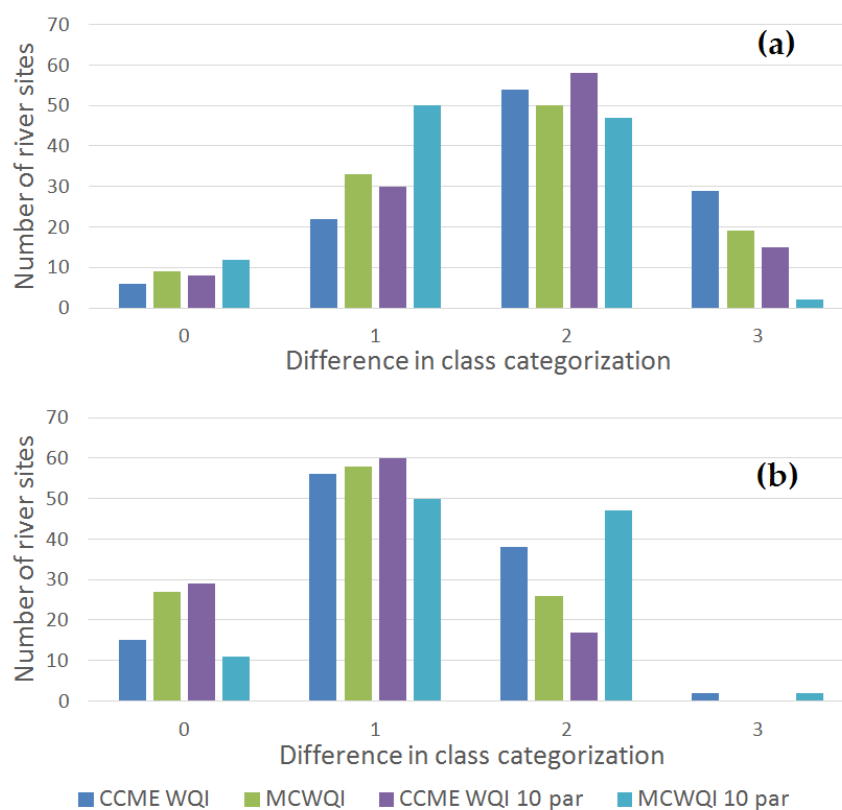 70
(a)
60
50
40
30
20
10
0
Number of river sites
0 1 2 3
Difference in class categorization
70
60
(b)
50
40
30
20
10
0
Number of river sites
0 1 2 3
Difference in class categorization
CCME WQI MCWQI CCME WQI 10 par MCWQI 10 par